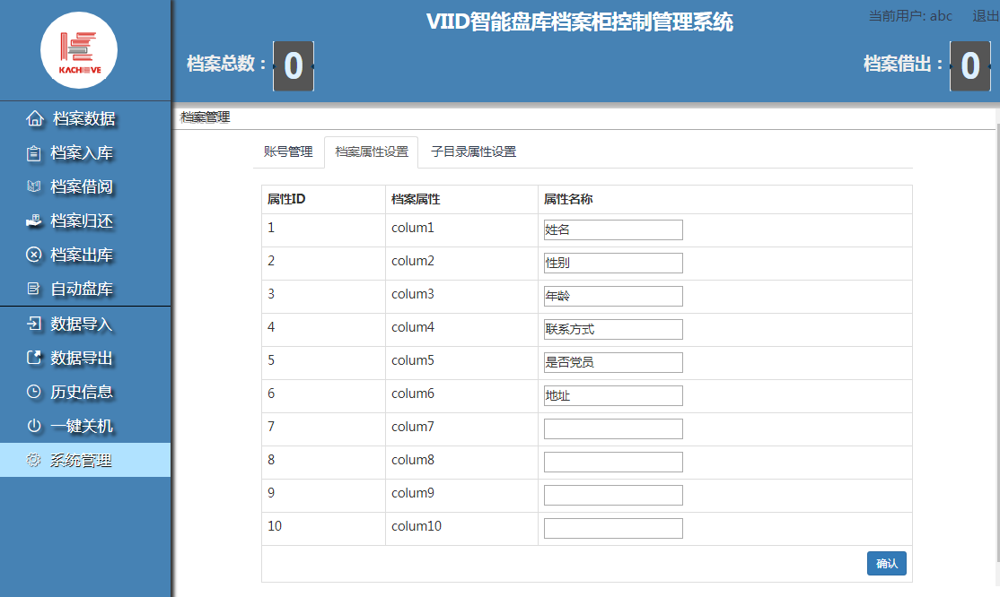 VIID智能盘库档案柜控制管理系统
当前用户: abc 退出
档案总数： 0
档案借出： 0
KACHIEVE
档案数据
档案入库
档案借阅
档案归还
档案出库
自动盘库
数据导入
数据导出
历史信息
一键关机
系统管理
档案管理
账号管理 档案属性设置 子目录属性设置
属性ID 档案属性 属性名称
1 colum1 姓名
2 colum2 性别
3 colum3 年龄
4 colum4 联系方式
5 colum5 是否党员
6 colum6 地址
7 colum7
8 colum8
9 colum9
10 colum10
确认